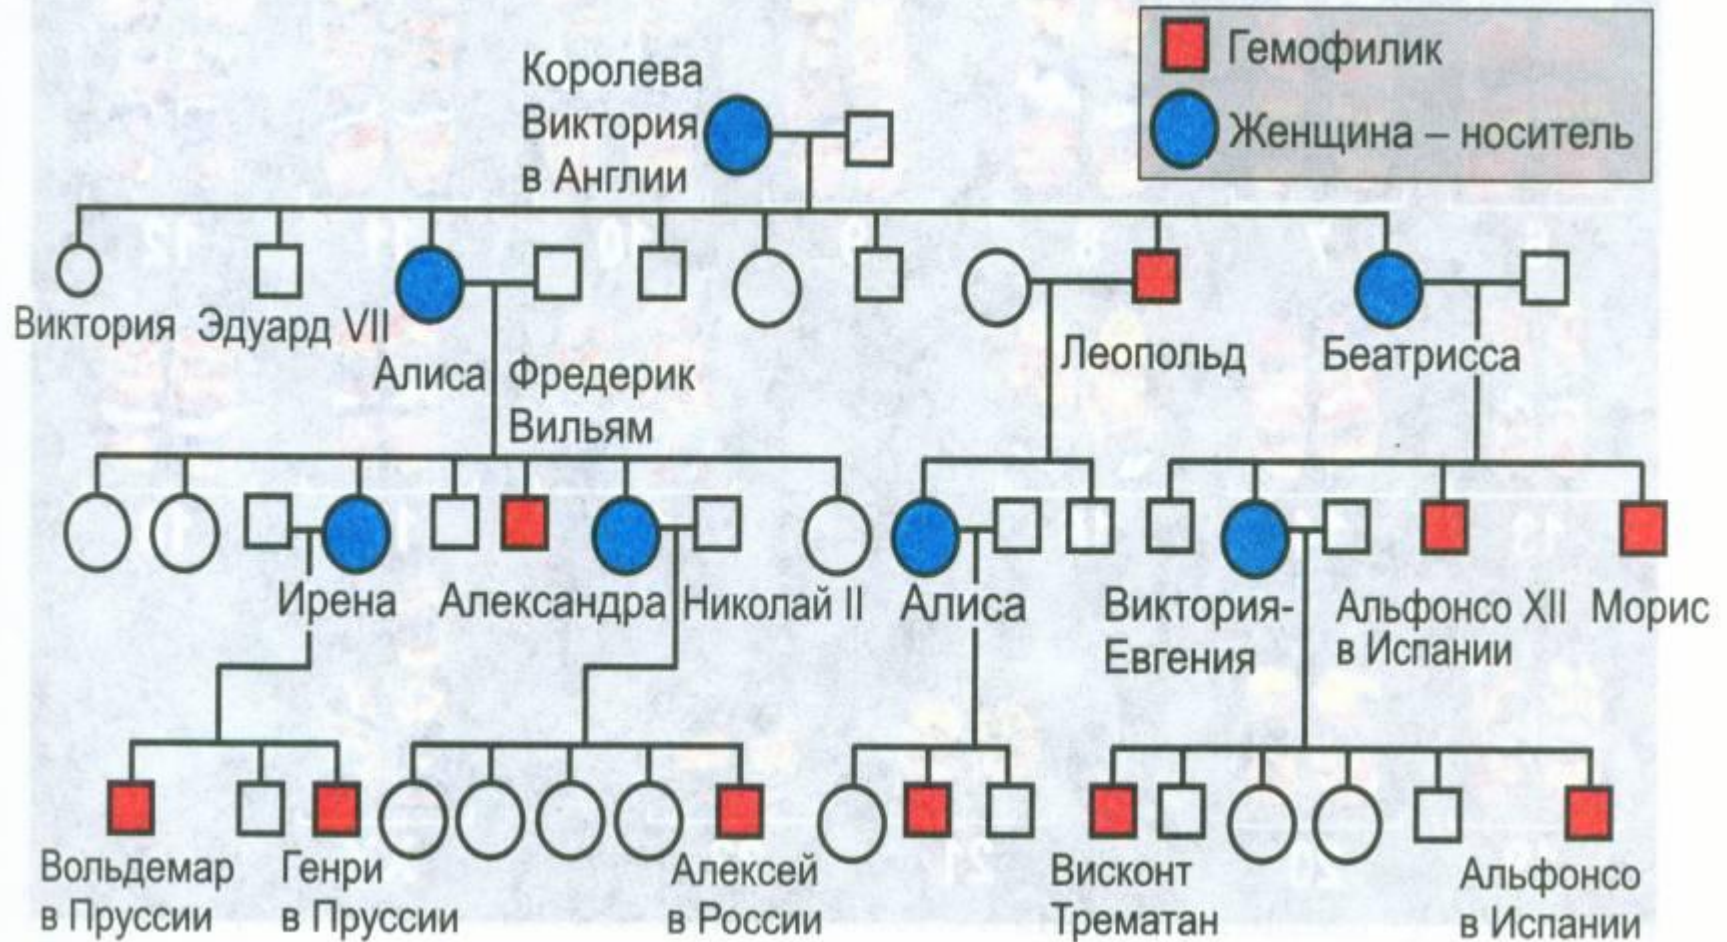 Гемофилик
Женщина – носитель
Королева
Виктория
в Англии
Виктория
Эдуард VII
Алиса
Фредерик
Вильям
Леопольд
Беатрисса
Ирена
Александра
Николай II
Алиса
Виктория-
Евгения
Альфонсо XII
в Испании
Морис
Вольдемар
в Пруссии
Генри
в Пруссии
Алексей
в России
Висконт
Трематан
Альфонсо
в Испании